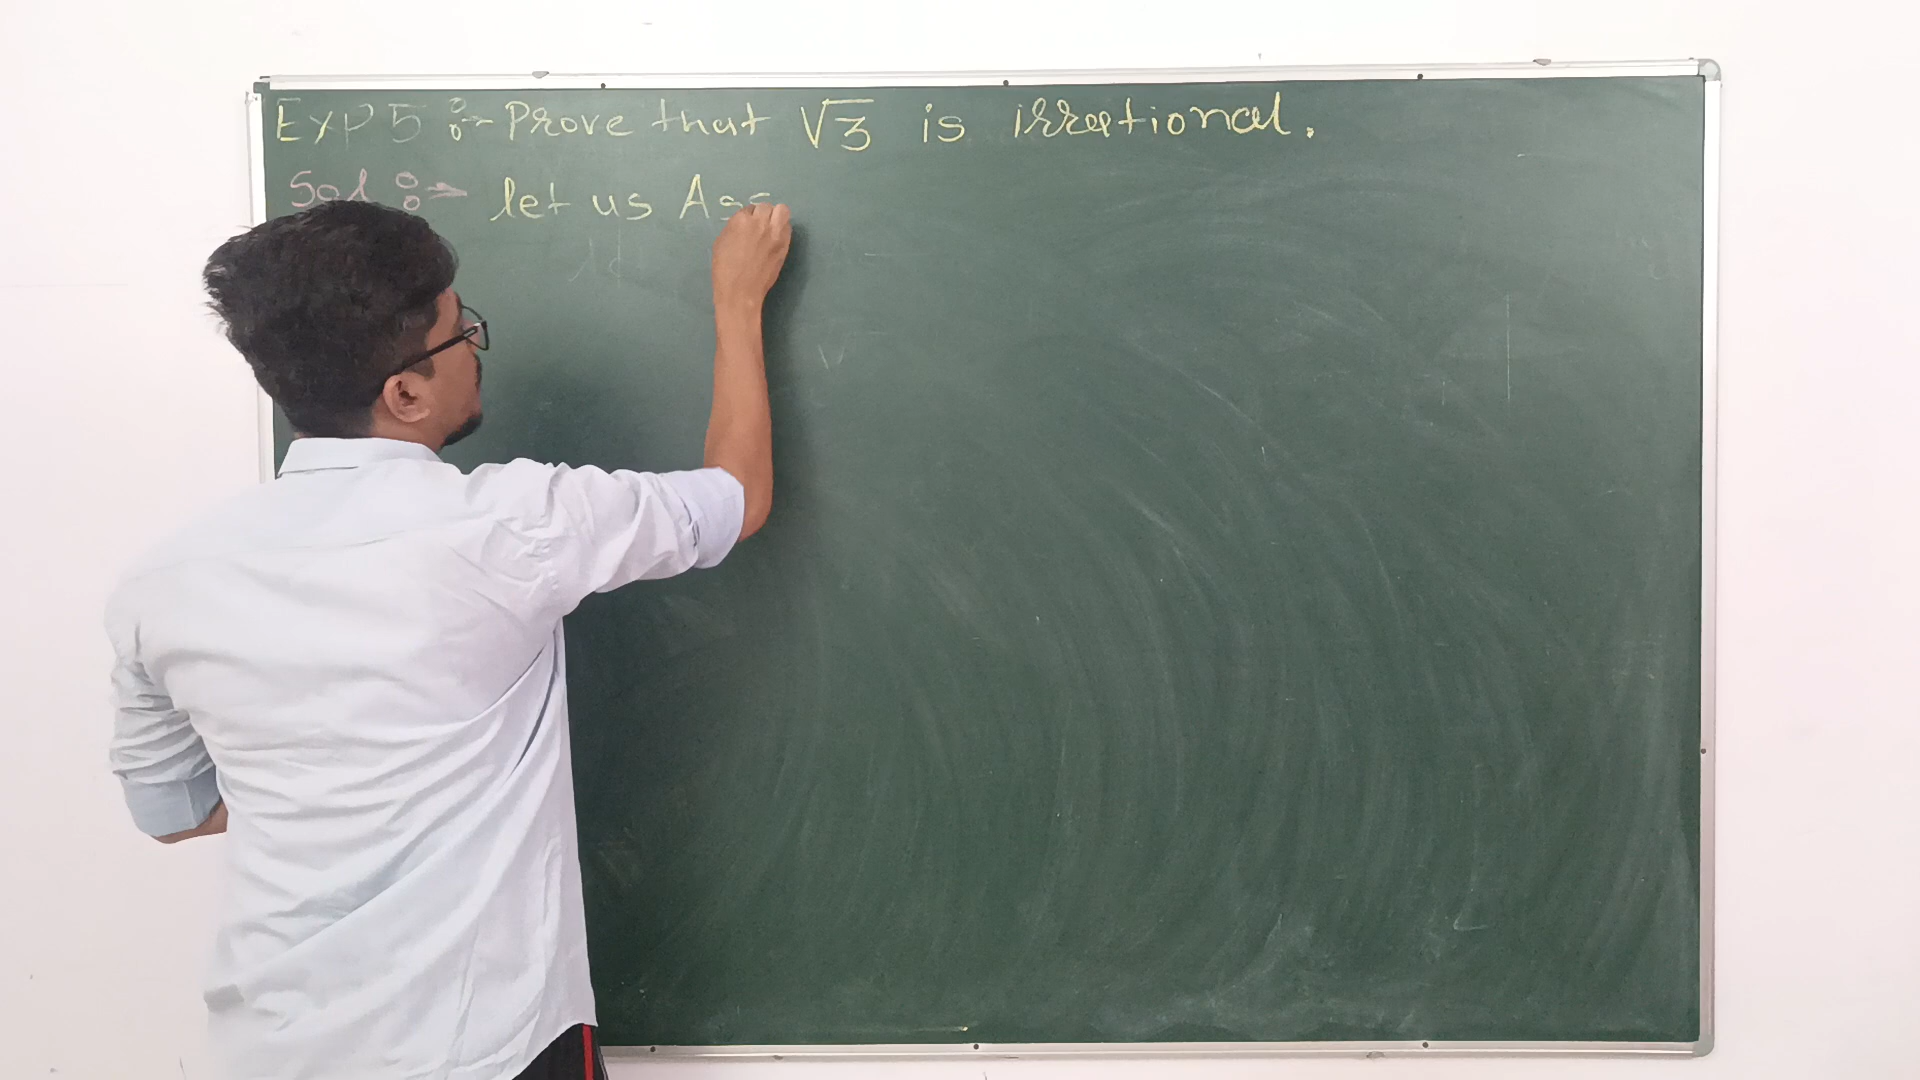 Exp 5 :- Prove that √3 is irrational.
Sol :→ let us Ass